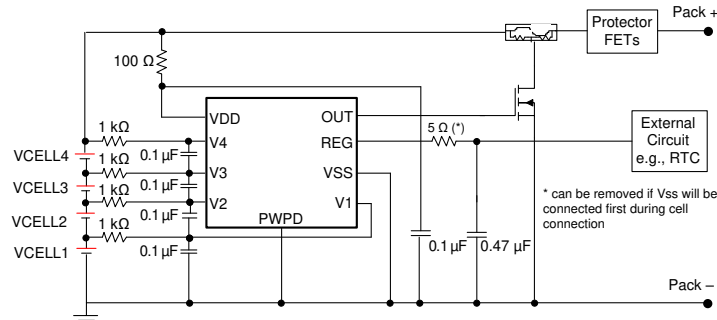 Pack +
Protector
FETs
100 Ω
VDD
OUT
1 kΩ
V4
REG
5 Ω (*)
External
Circuit
e.g., RTC
VCELL4
0.1 µF
1 kΩ
V3
VSS
VCELL3
0.1 µF
1 kΩ
V2
V1
* can be removed if Vss will be
connected first during cell
connection
VCELL2
0.1 µF
1 kΩ
PWPD
VCELL1
0.1 µF
0.1 µF
0.47 µF
Pack –